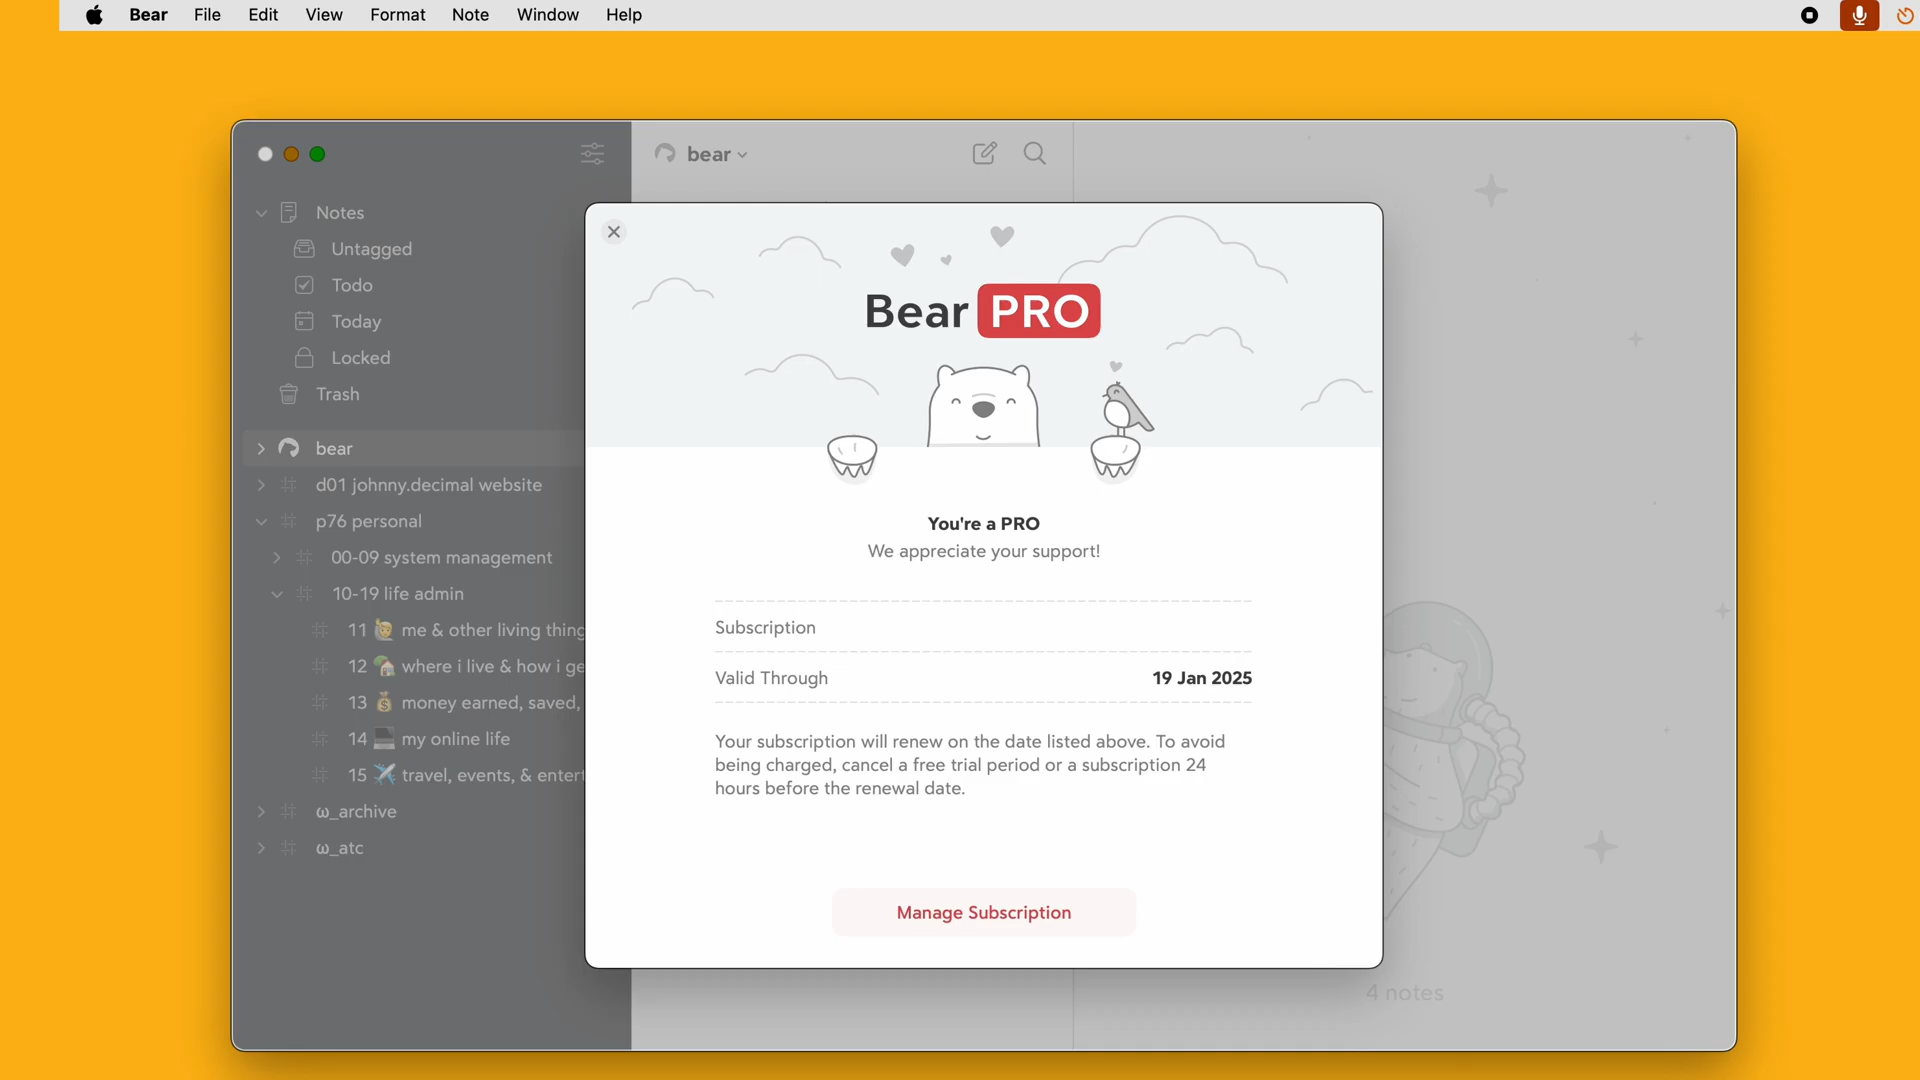 Bear File Edit View Format Note Window Help
bear
Notes
Untagged
Todo
Today
Locked
Trash
bear
d01 johnny.decimal website
p76 personal
00-09 system management
10-19 life admin
11 🙋 me & other living thing
12 🏡 where i live & how i ge
13 💰 money earned, saved,
14 💻 my online life
15 ✈️ travel, events, & entert
ω_archive
ω_atc
Bear PRO
You're a PRO
We appreciate your support!
Subscription
Valid Through 19 Jan 2025
Your subscription will renew on the date listed above. To avoid
being charged, cancel a free trial period or a subscription 24
hours before the renewal date.
Manage Subscription
4 notes